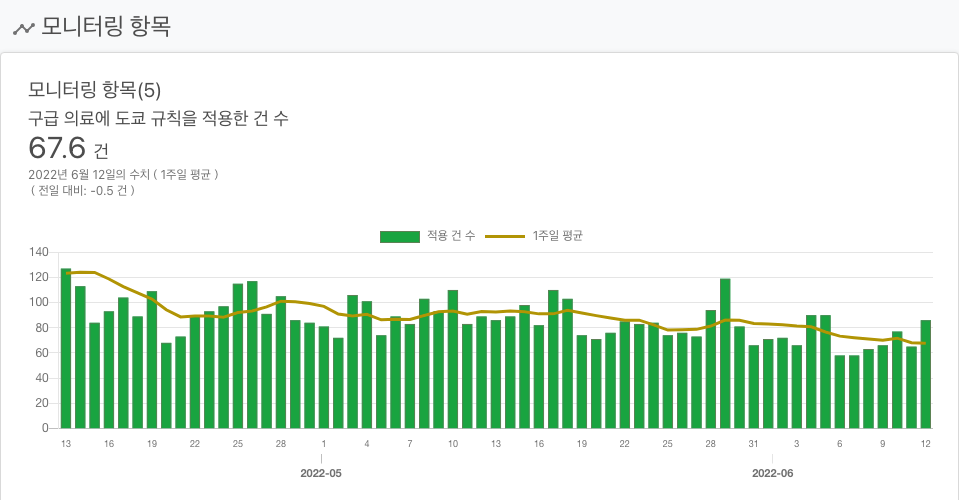 모니터링 항목
모니터링 항목(5)
구급 의료에 도쿄 규칙을 적용한 건 수
67.6 건
2022년 6월 12일의 수치 ( 1주일 평균 )
( 전일 대비: -0.5 건 )
적용 건 수 1주일 평균
140
120
100
80
60
40
20
0
13 16 19 22 25 28 1 4 7 10 13 16 19 22 25 28 31 3 6 9 12
2022-05 2022-06